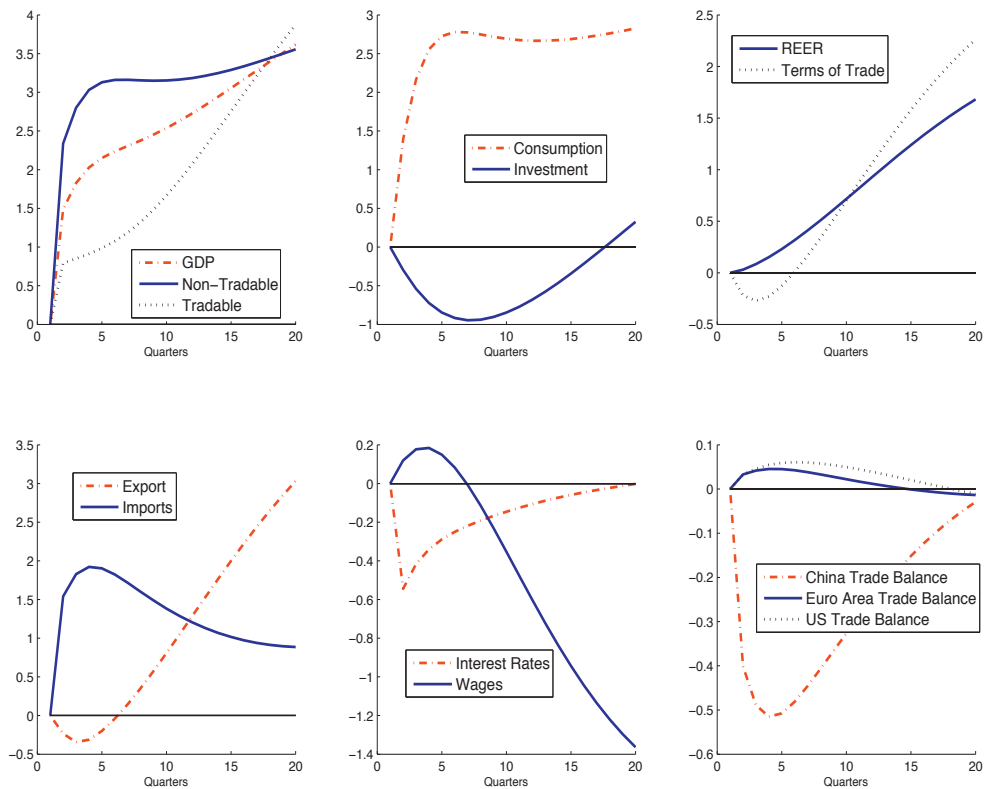 4
3.5
3
2.5
2
1.5
1
0.5
0
0 5 10 15 20
Quarters
GDP
Non−Tradable
Tradable
3
2.5
2
1.5
1
0.5
0
−0.5
−1
0 5 10 15 20
Quarters
Consumption
Investment
2.5
2
1.5
1
0.5
0
−0.5
0 5 10 15 20
Quarters
REER
Terms of Trade
3.5
3
2.5
2
1.5
1
0.5
0
−0.5
0 5 10 15 20
Quarters
Export
Imports
0.2
0
−0.2
−0.4
−0.6
−0.8
−1
−1.2
−1.4
0 5 10 15 20
Quarters
Interest Rates
Wages
0.1
0
−0.1
−0.2
−0.3
−0.4
−0.5
−0.6
0 5 10 15 20
Quarters
China Trade Balance
Euro Area Trade Balance
US Trade Balance